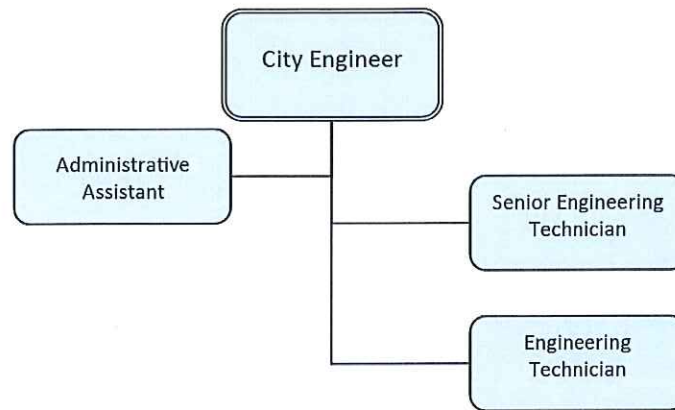 City Engineer
Administrative
Assistant
Senior Engineering
Technician
Engineering
Technician